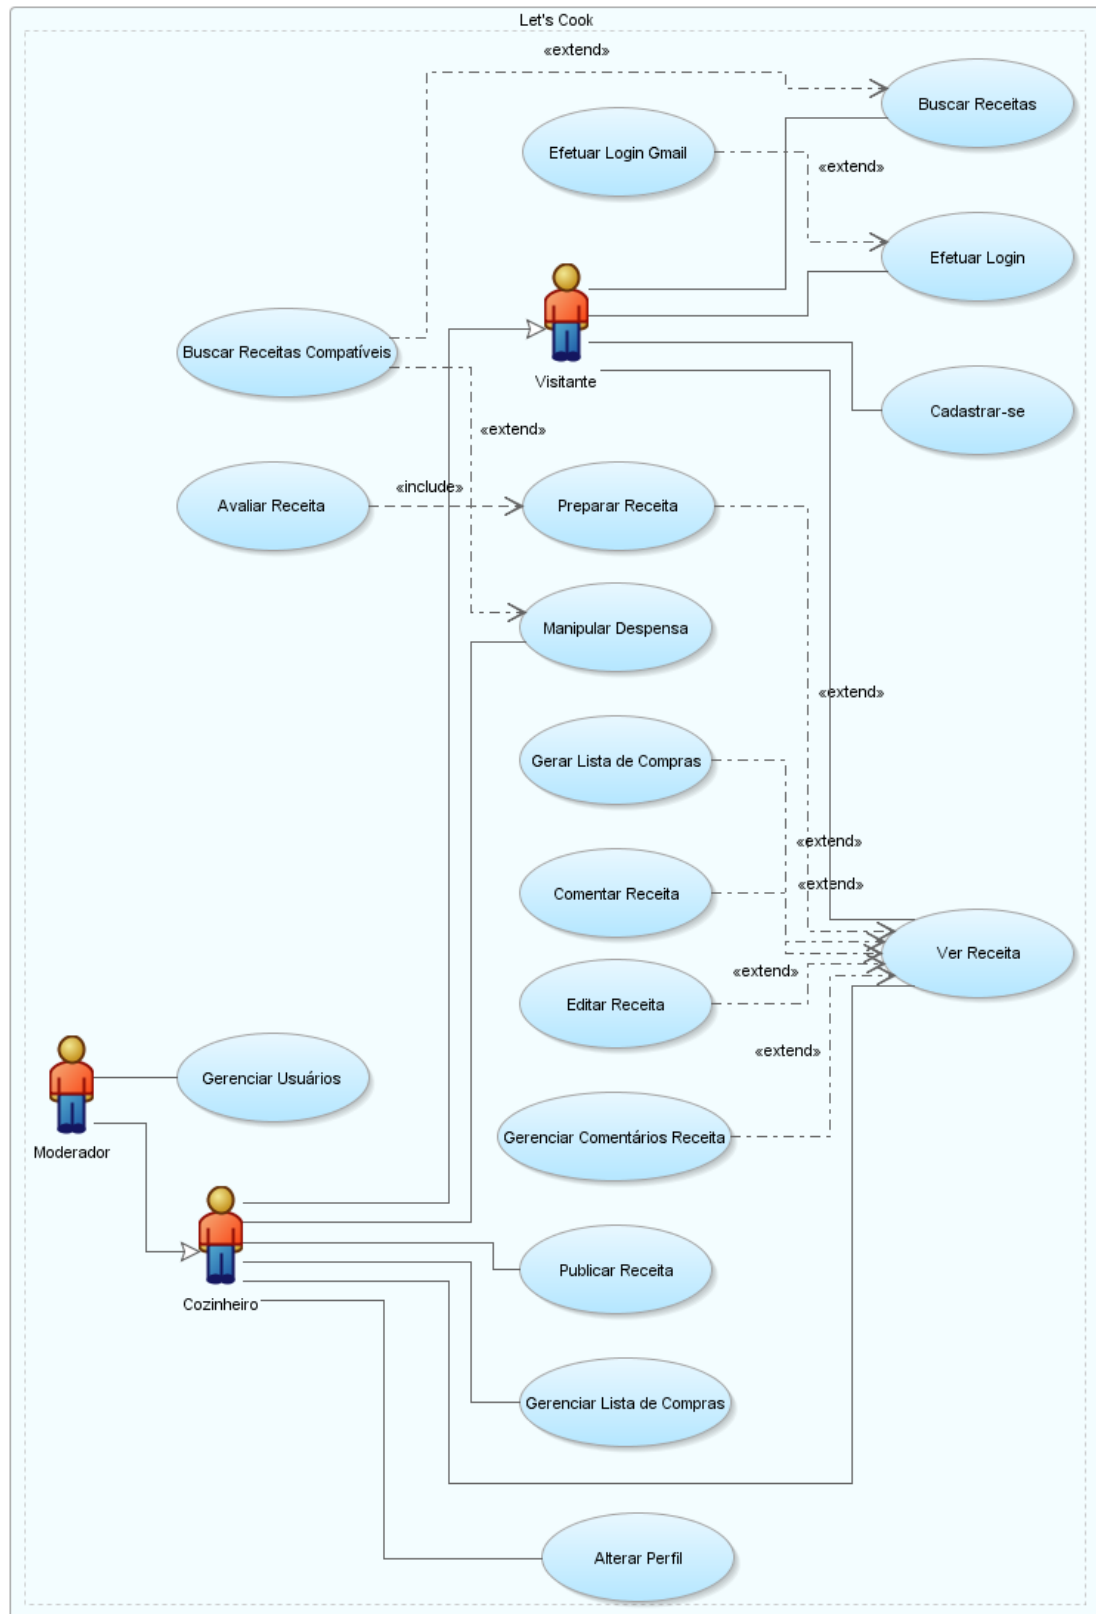 Let's Cook
«extend»
Buscar Receitas
Efetuar Login Gmail
«extend»
Efetuar Login
Buscar Receitas Compatíveis
Visitante
Cadastrar-se
«extend»
«include»
Avaliar Receita
Preparar Receita
Manipular Despensa
«extend»
Gerar Lista de Compras
«extend»
«extend»
Comentar Receita
Ver Receita
«extend»
Editar Receita
«extend»
Gerenciar Usuários
Gerenciar Comentários Receita
Moderador
Publicar Receita
Cozinheiro
Gerenciar Lista de Compras
Alterar Perfil